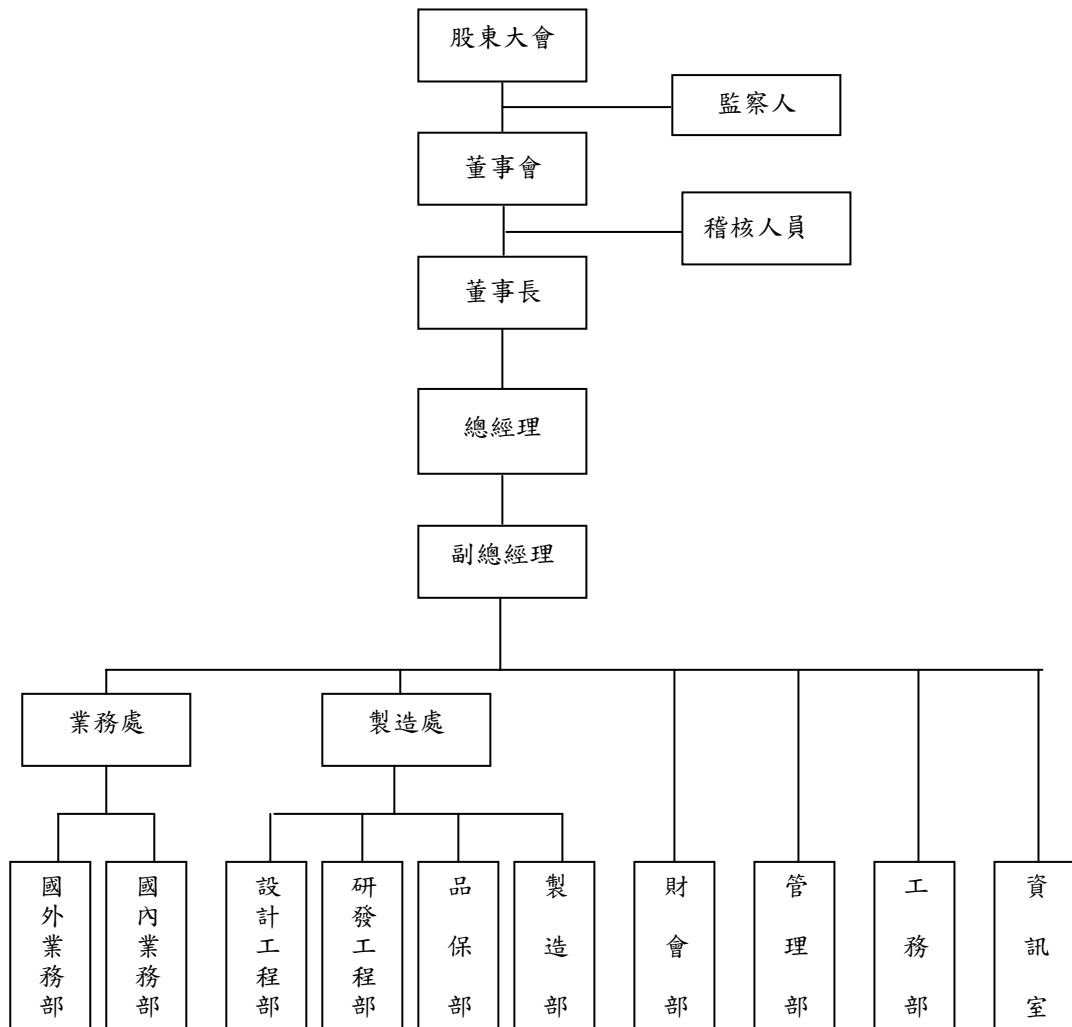 股東大會
監察人
董事會
稽核人員
董事長
總經理
副總經理
業務處
製造處
國外業務部
國內業務部
設計工程部
研發工程部
品保部
製造部
財會部
管理部
工務部
資訊室